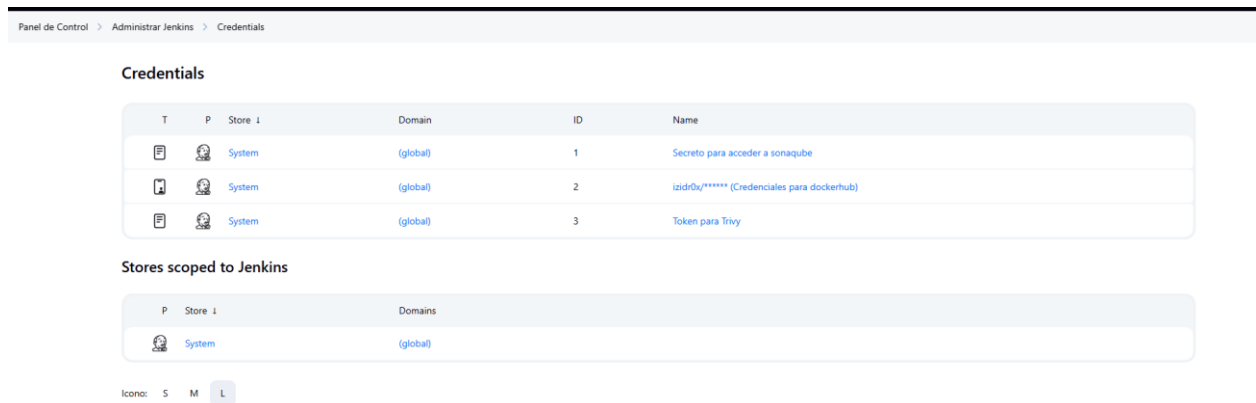 Panel de Control > Administrar Jenkins > Credentials
Credentials
T P Store ↓ Domain ID Name
System (global) 1 Secreto para acceder a sonaqube
System (global) 2 izidr0x/****** (Credenciales para dockerhub)
System (global) 3 Token para Trivy
Stores scoped to Jenkins
P Store ↓ Domains
System (global)
Icono: S M L